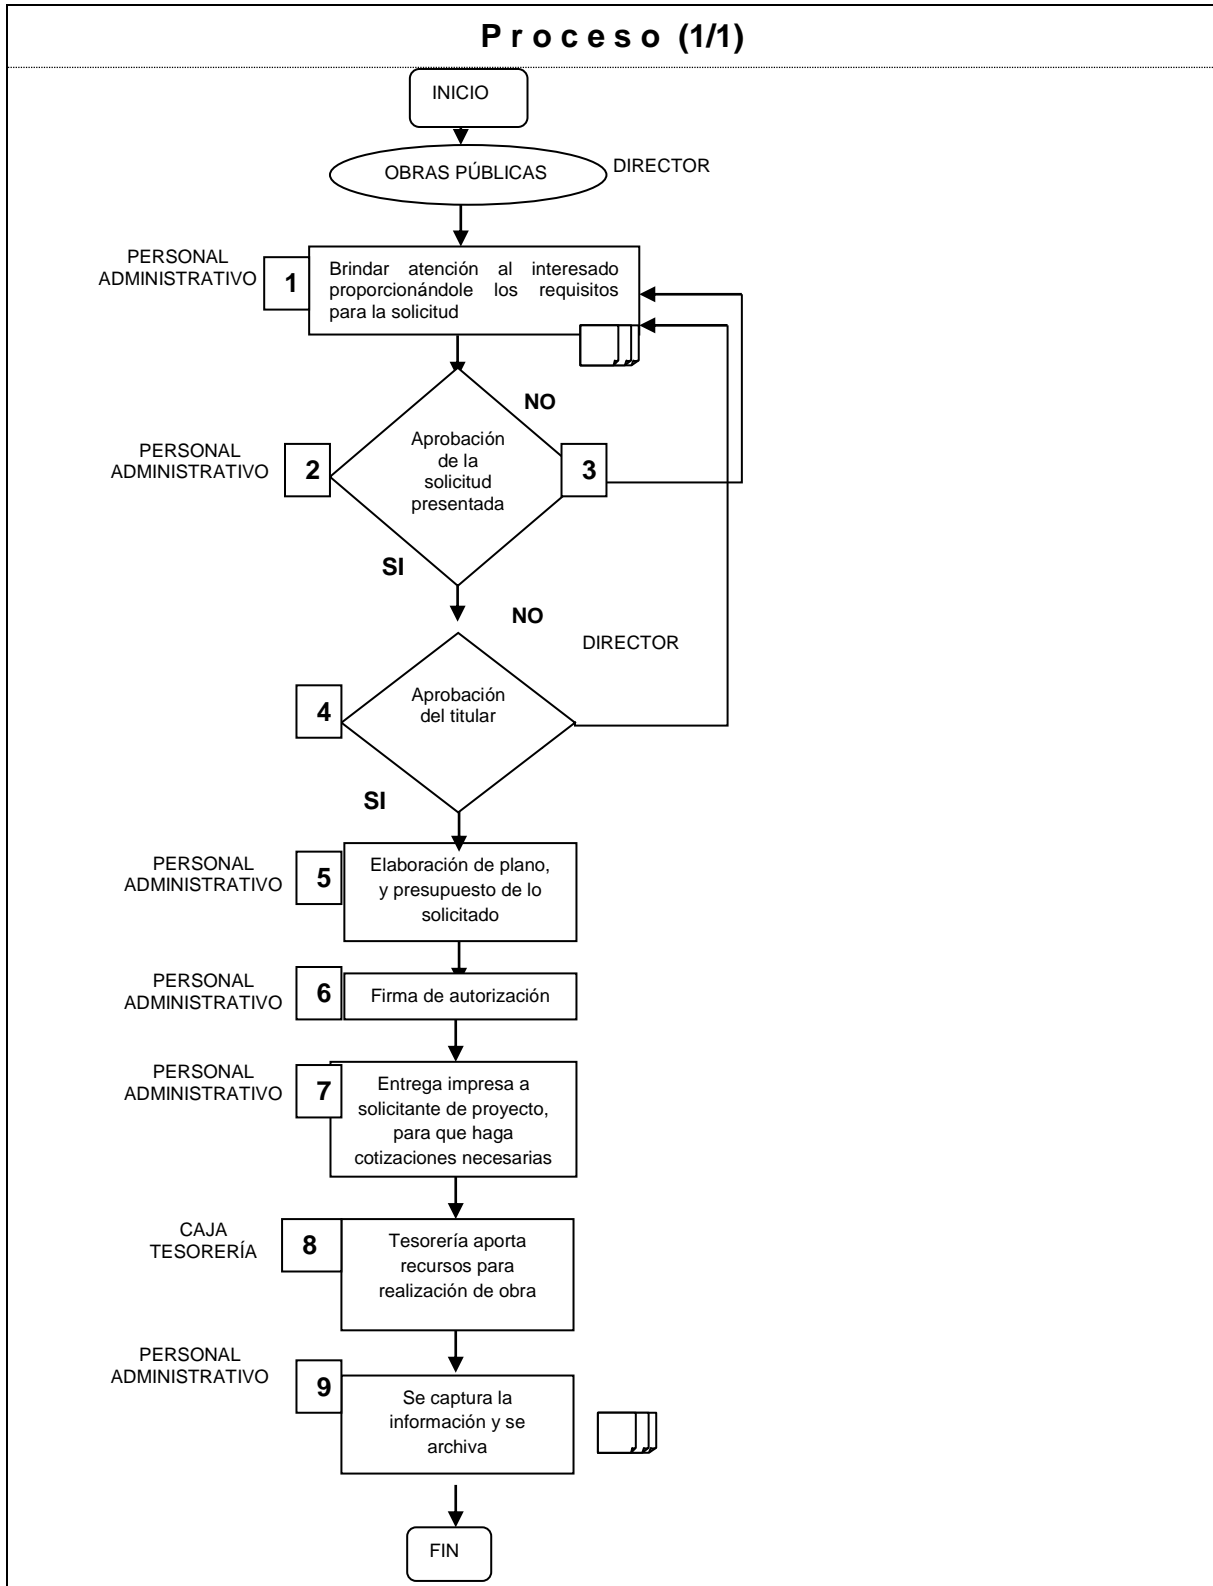 P r o c e s o (1/1)
INICIO
OBRAS PÚBLICAS
DIRECTOR
PERSONAL
ADMINISTRATIVO
1
Brindar atención al interesado
proporcionándole los requisitos
para la solicitud
NO
PERSONAL
ADMINISTRATIVO
2
Aprobación
de la
solicitud
presentada
3
SI
NO
DIRECTOR
4
Aprobación
del titular
SI
PERSONAL
ADMINISTRATIVO
5
Elaboración de plano,
y presupuesto de lo
solicitado
PERSONAL
ADMINISTRATIVO
6
Firma de autorización
PERSONAL
ADMINISTRATIVO
7
Entrega impresa a
solicitante de proyecto,
para que haga
cotizaciones necesarias
CAJA
TESORERÍA
8
Tesorería aporta
recursos para
realización de obra
PERSONAL
ADMINISTRATIVO
9
Se captura la
información y se
archiva
FIN